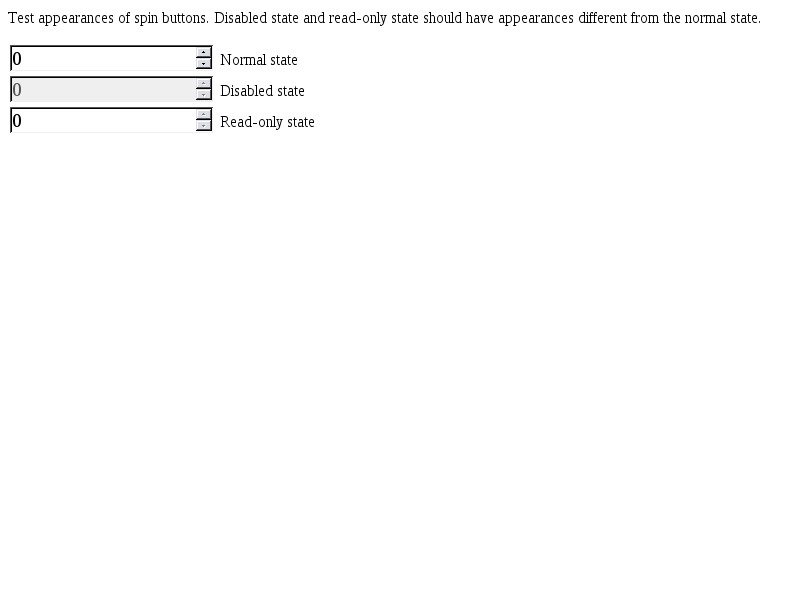 Test appearances of spin buttons. Disabled state and read-only state should have appearances different from the normal state.
0 Normal state
0 Disabled state
0 Read-only state